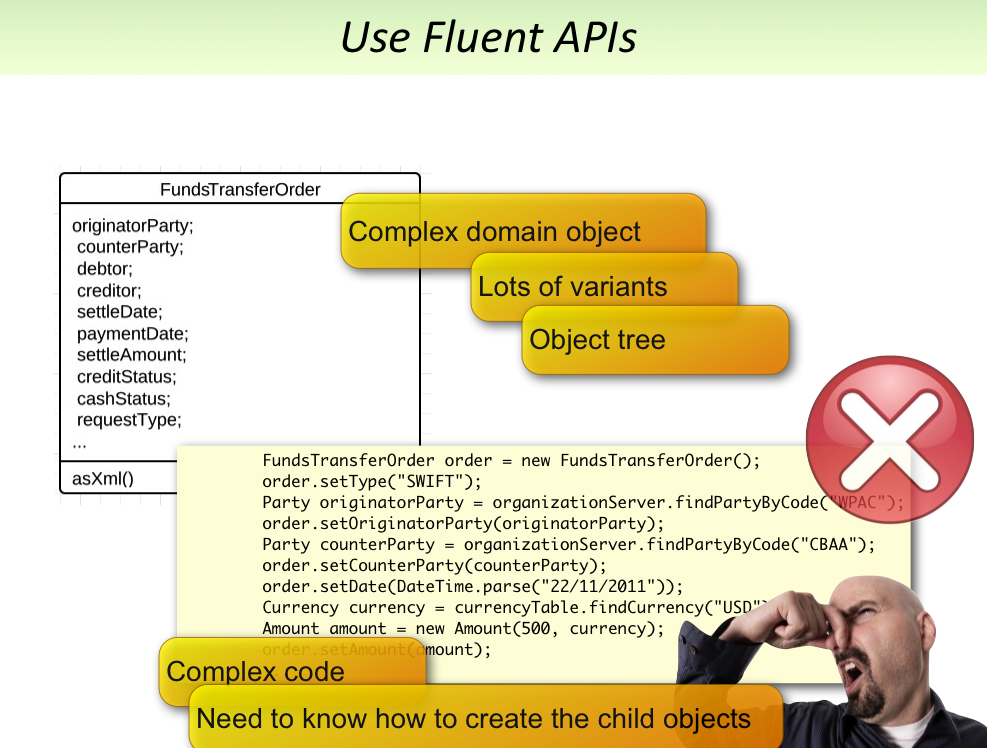 Use Fluent APIs
FundsTransferOrder
originatorParty;
counterParty;
debtor;
creditor;
settleDate;
paymentDate;
settleAmount;
creditStatus;
cashStatus;
requestType;
...
asXml()
Complex domain object
Lots of variants
Object tree
FundsTransferOrder order = new FundsTransferOrder();
order.setType("SWIFT");
Party originatorParty = organizationServer.findPartyByCode("WPAC");
order.setOriginatorParty(originatorParty);
Party counterParty = organizationServer.findPartyByCode("CBAA");
order.setCounterParty(counterParty);
order.setDate(DateTime.parse("22/11/2011"));
Currency currency = currencyTable.findCurrency("USD")
Amount amount = new Amount(500, currency);
order.setAmount(amount);
Complex code
Need to know how to create the child objects